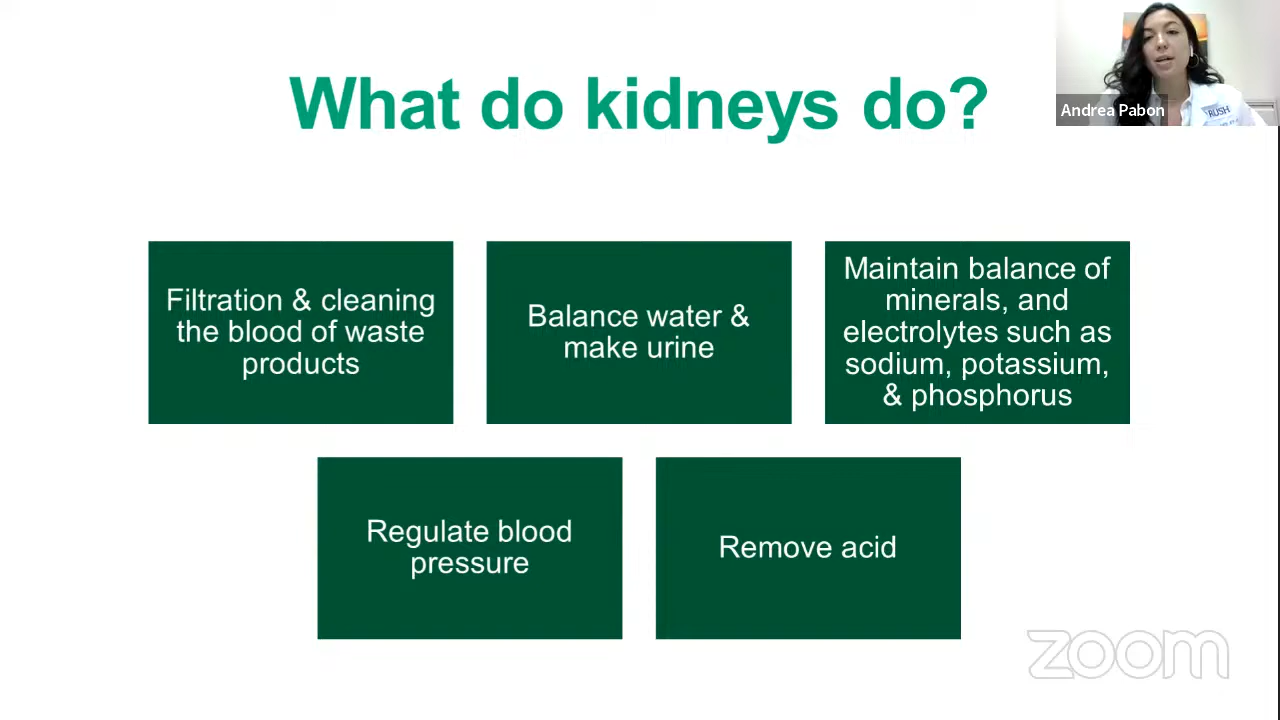 What do kidneys do?
Andrea Pabon
RUSH
Filtration & cleaning
the blood of waste
products
Balance water &
make urine
Maintain balance of
minerals, and
electrolytes such as
sodium, potassium,
& phosphorus
Regulate blood
pressure
Remove acid
zoom